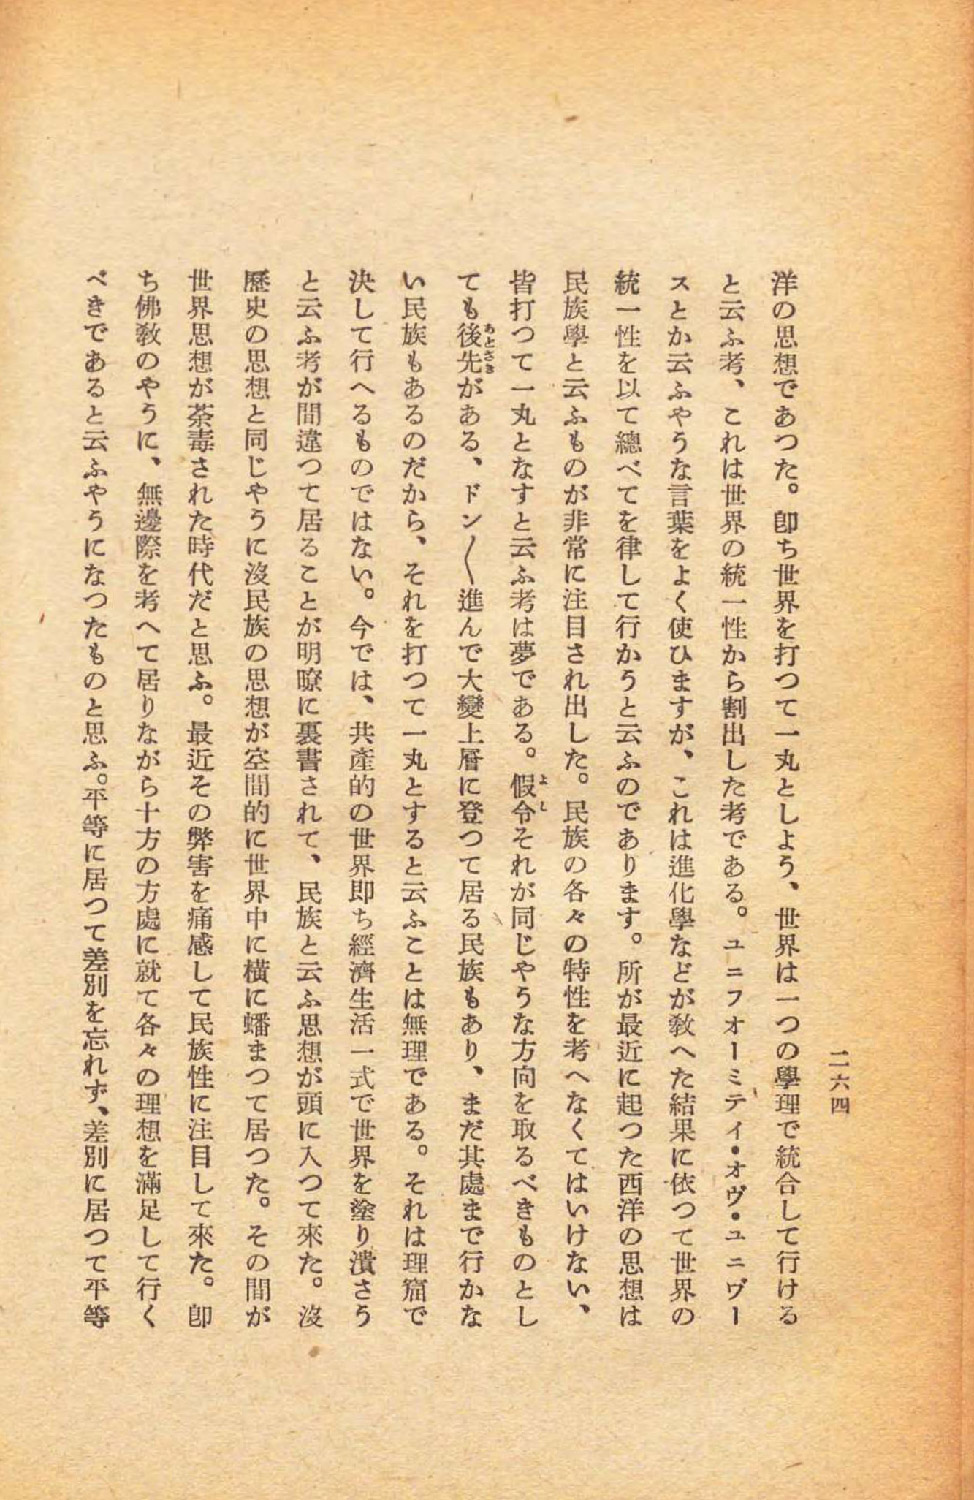 二六四
洋の思想であつた。卽ち世界を打つて一丸としよう、世界は一つの學理で統合して行ける
と云ふ考、これは世界の統一性から割出した考である。ユニフオーミテイ・オヴ・ユニヴー
スとか云ふやうな言葉をよく使ひますが、これは進化學などが敎へた結果に依つて世界の
統一性を以て總べてを律して行かうと云ふのであります。所が最近に起つた西洋の思想は
民族學と云ふものが非常に注目され出した。民族の各々の特性を考へなくてはいけない、
皆打つて一丸となすと云ふ考は夢である。假令それが同じやうな方向を取るべきものとし
ても後先がある、ドン〱進んで大變上層に登つて居る民族もあり、まだ其處まで行かな
い民族もあるのだから、それを打つて一丸とすると云ふことは無理である。それは理窟で
決して行へるものではない。今では、共產的の世界卽ち經濟生活一式で世界を塗り潰さう
と云ふ考が間違つて居ることが明瞭に裏書されて、民族と云ふ思想が頭に入つて來た。沒
歷史の思想と同じやうに沒民族の思想が空間的に世界中に橫に蟠まつて居つた。その間が
世界思想が荼毒された時代だと思ふ。最近その弊害を痛感して民族性に注目して來た。卽
ち佛敎のやうに、無邊際を考へて居りながら十方の方處に就て各々の理想を滿足して行く
べきであると云ふやうになつたものと思ふ。平等に居つて差別を忘れず、差別に居つて平等